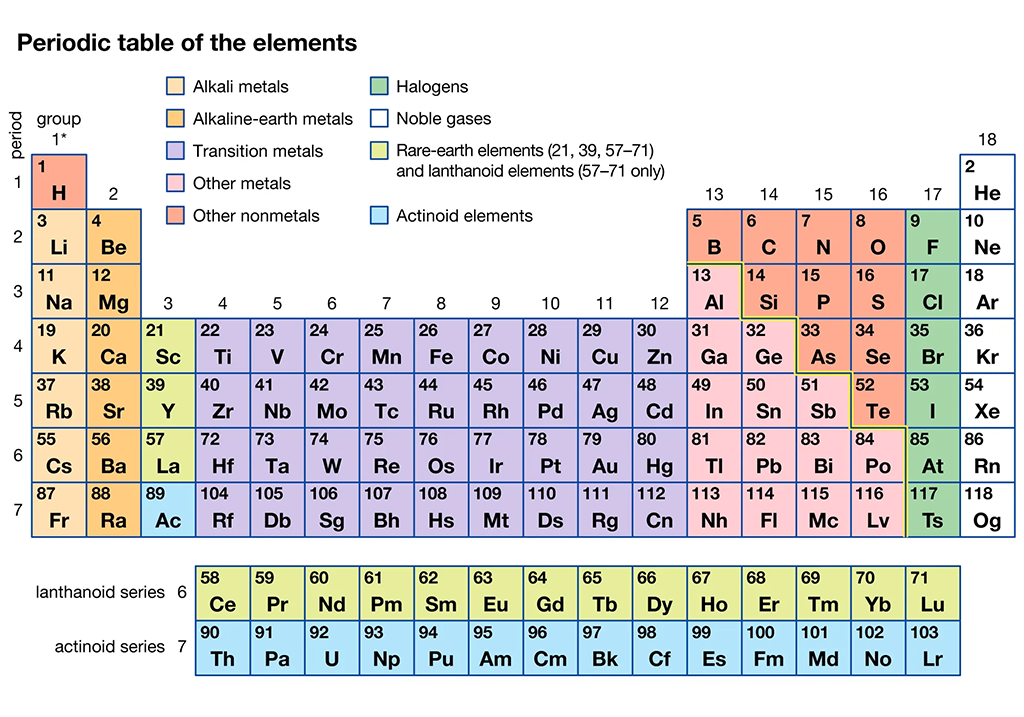 Periodic table of the elements
Alkali metals
Alkaline-earth metals
Transition metals
Other metals
Other nonmetals
Halogens
Noble gases
Rare-earth elements (21, 39, 57–71)
and lanthanoid elements (57–71 only)
Actinoid elements
period
group
1* 18
1 2
1 H He
2 13 14 15 16 17
3 4 5 6 7 8 9 10
2 Li Be B C N O F Ne
11 12 13 14 15 16 17 18
3 Na Mg Al Si P S Cl Ar
3 4 5 6 7 8 9 10 11 12
19 20 21 22 23 24 25 26 27 28 29 30 31 32 33 34 35 36
4 K Ca Sc Ti V Cr Mn Fe Co Ni Cu Zn Ga Ge As Se Br Kr
37 38 39 40 41 42 43 44 45 46 47 48 49 50 51 52 53 54
5 Rb Sr Y Zr Nb Mo Tc Ru Rh Pd Ag Cd In Sn Sb Te I Xe
55 56 57 72 73 74 75 76 77 78 79 80 81 82 83 84 85 86
6 Cs Ba La Hf Ta W Re Os Ir Pt Au Hg Tl Pb Bi Po At Rn
87 88 89 104 105 106 107 108 109 110 111 112 113 114 115 116 117 118
7 Fr Ra Ac Rf Db Sg Bh Hs Mt Ds Rg Cn Nh Fl Mc Lv Ts Og
58 59 60 61 62 63 64 65 66 67 68 69 70 71
lanthanoid series 6 Ce Pr Nd Pm Sm Eu Gd Tb Dy Ho Er Tm Yb Lu
90 91 92 93 94 95 96 97 98 99 100 101 102 103
actinoid series 7 Th Pa U Np Pu Am Cm Bk Cf Es Fm Md No Lr